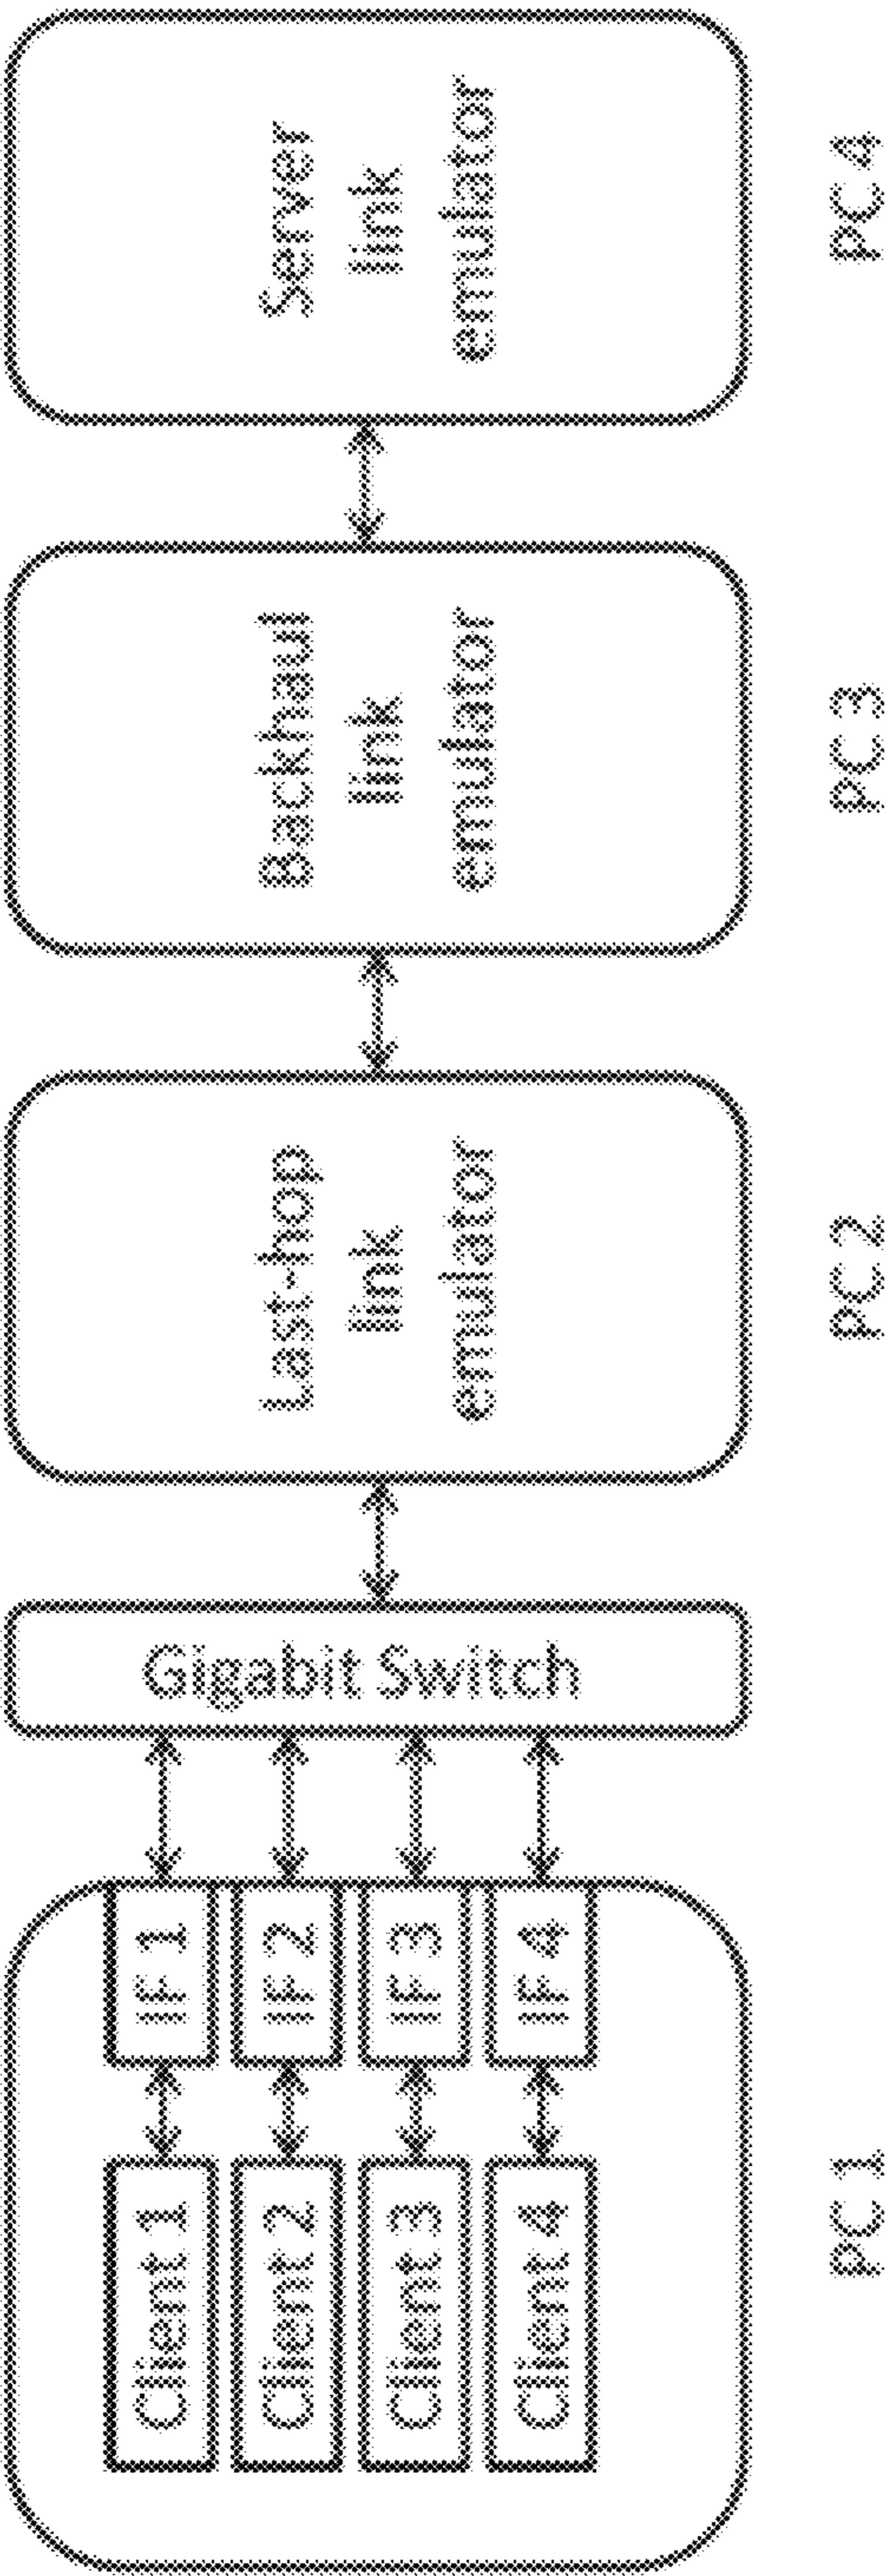 Client 1
IF 1
Client 2
IF 2
Client 3
IF 3
Client 4
IF 4
PC 1
Gigabit Switch
Last-hop
link
emulator
PC 2
Backhaul
link
emulator
PC 3
Server
link
emulator
PC 4